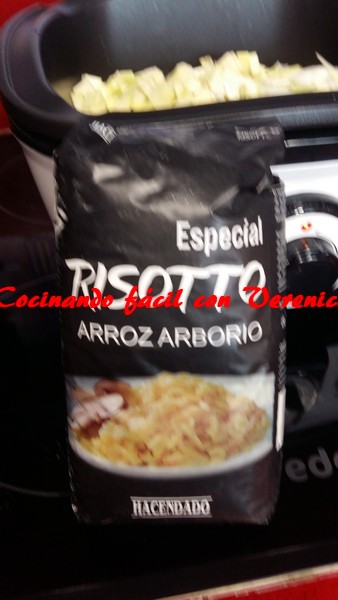 Especial
RISOTTO
Cocinando fácil con Verenic
ARROZ ARBORIO
HACENDADO